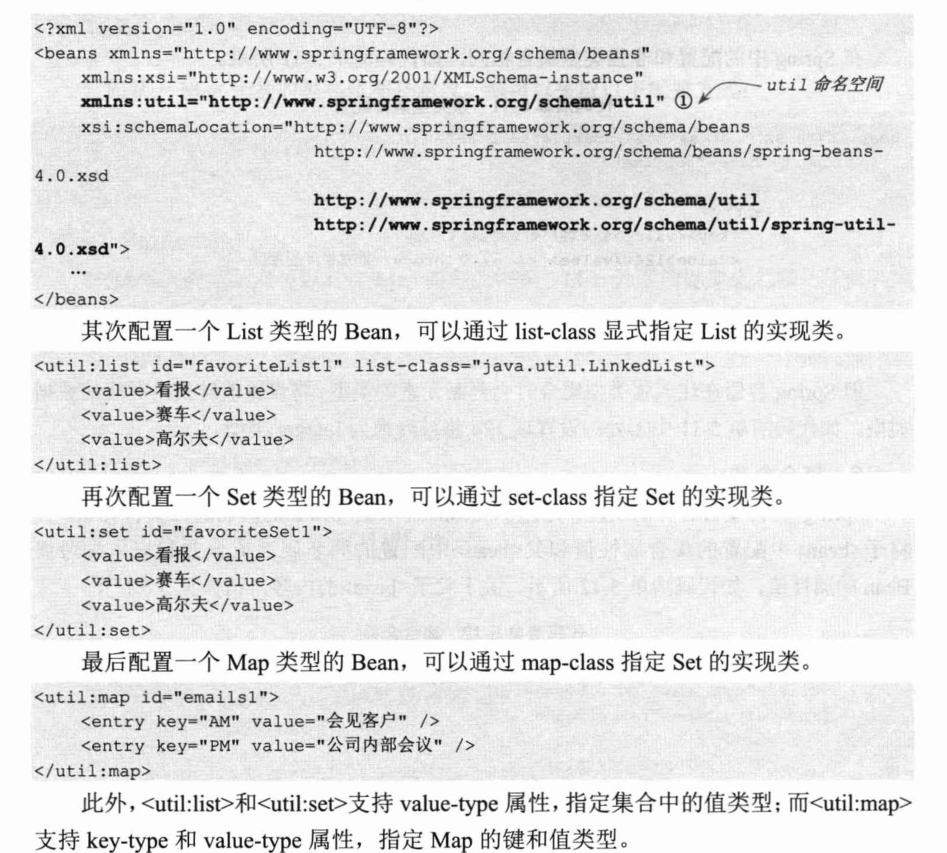 <?xml version="1.0" encoding="UTF-8"?>
<beans xmlns="http://www.springframework.org/schema/beans"
xmlns:xsi="http://www.w3.org/2001/XMLSchema-instance"
xmlns:util="http://www.springframework.org/schema/util" ① util 命名空间
xsi:schemaLocation="http://www.springframework.org/schema/beans
http://www.springframework.org/schema/beans/spring-beans-
4.0.xsd
http://www.springframework.org/schema/util
http://www.springframework.org/schema/util/spring-util-
4.0.xsd">
…
</beans>
其次配置一个 List 类型的 Bean，可以通过 list-class 显式指定 List 的实现类。
<util:list id="favoriteList1" list-class="java.util.LinkedList">
<value>看报</value>
<value>赛车</value>
<value>高尔夫</value>
</util:list>
再次配置一个 Set 类型的 Bean，可以通过 set-class 指定 Set 的实现类。
<util:set id="favoriteSet1">
<value>看报</value>
<value>赛车</value>
<value>高尔夫</value>
</util:set>
最后配置一个 Map 类型的 Bean，可以通过 map-class 指定 Set 的实现类。
<util:map id="emails1">
<entry key="AM" value="会见客户" />
<entry key="PM" value="公司内部会议" />
</util:map>
此外，<util:list>和<util:set>支持 value-type 属性，指定集合中的值类型；而<util:map>
支持 key-type 和 value-type 属性，指定 Map 的键和值类型。